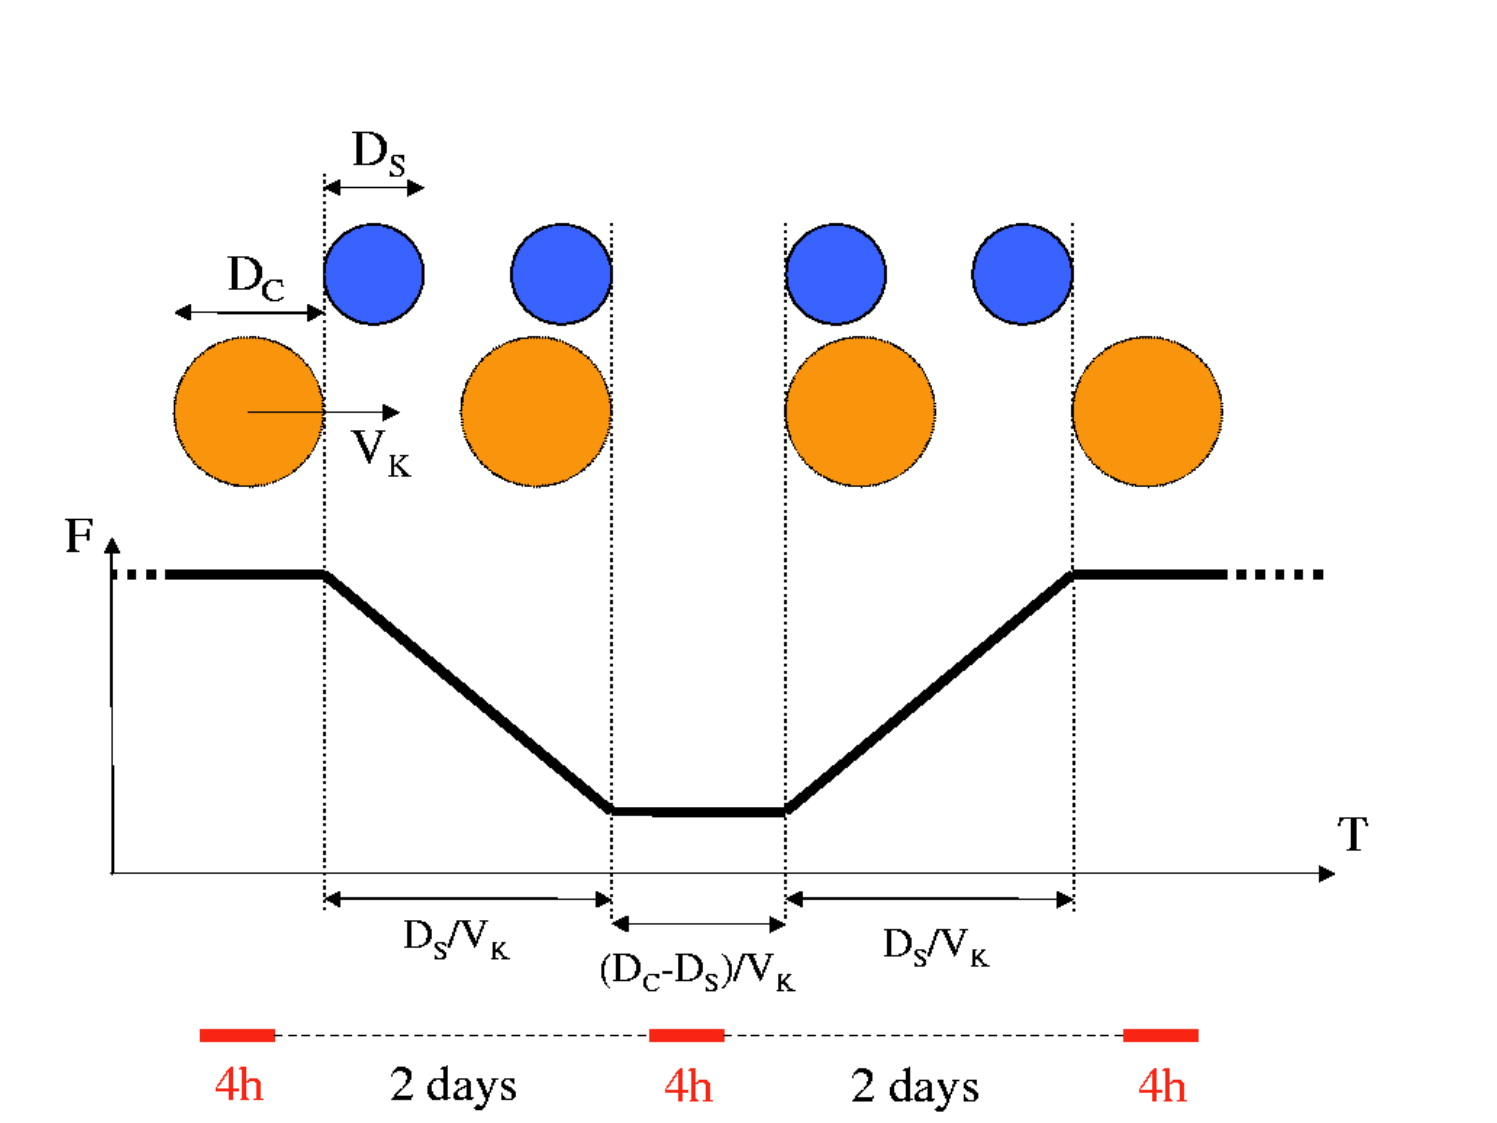 D_S
D_C
V_K
F
T
D_S/V_K
(D_C-D_S)/V_K
D_S/V_K
4h
2 days
4h
2 days
4h